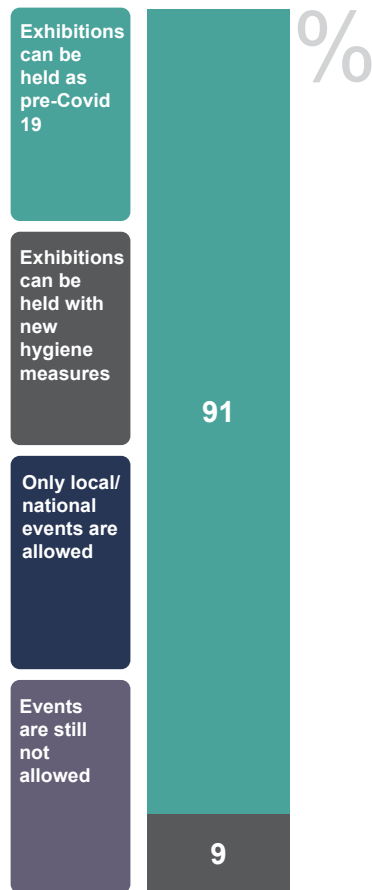 Exhibitions
can be
held as
pre-Covid
19
%
Exhibitions
can be
held with
new
hygiene
measures
91
Only local/
national
events are
allowed
Events
are still
not
allowed
9